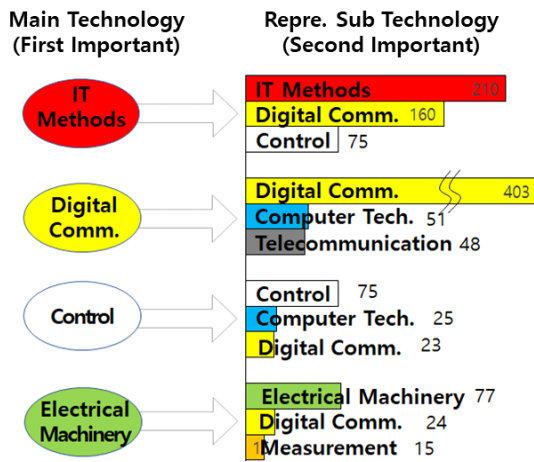 Main Technology
(First Important)
Repre. Sub Technology
(Second Important)
IT
Methods
IT Methods 210
Digital Comm. 160
Control 75
Digital
Comm.
Digital Comm. 403
Computer Tech. 51
Telecommunication 48
Control
Control 75
Computer Tech. 25
Digital Comm. 23
Electrical
Machinery
Electrical Machinery 77
Digital Comm. 24
Measurement 15